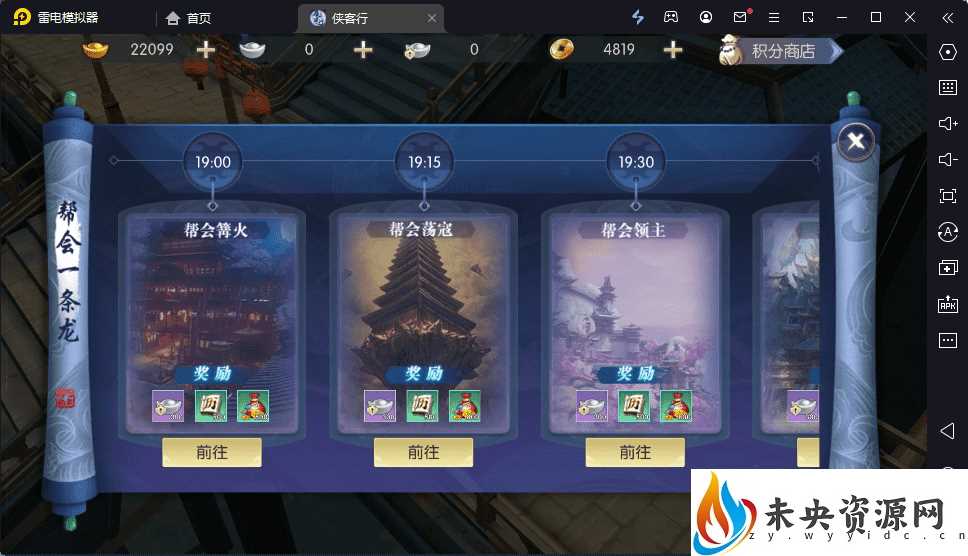 雷电模拟器
首页
侠客行
22099
0
0
4819
积分商店
帮会一条龙
19:00
19:15
19:30
帮会篝火
帮会荡寇
帮会领主
奖励
奖励
奖励
前往
前往
前往
APK
未央资源网
zy.wyyidc.cn